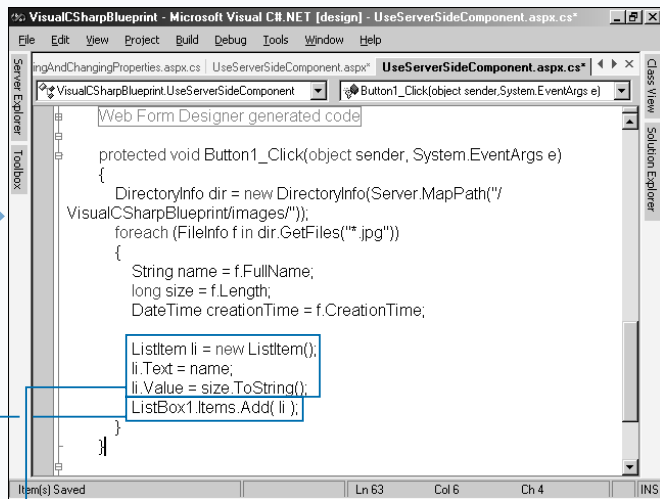 VisualCSharpBlueprint - Microsoft Visual C#.NET [design] - UseServerSideComponent.aspx.cs*
File Edit View Project Build Debug Tools Window Help
ingAndChangingProperties.aspx.cs UseServerSideComponent.aspx* UseServerSideComponent.aspx.cs*
VisualCSharpBlueprint.UseServerSideComponent Button1_Click(object sender,System.EventArgs e)
Server Explorer
Toolbox
Class View
Solution Explorer
Web Form Designer generated code
protected void Button1_Click(object sender, System.EventArgs e)
{
DirectoryInfo dir = new DirectoryInfo(Server.MapPath("/
VisualCSharpBlueprint/images/"));
foreach (FileInfo f in dir.GetFiles("*.jpg"))
{
String name = f.FullName;
long size = f.Length;
DateTime creationTime = f.CreationTime;
ListItem li = new ListItem();
li.Text = name;
li.Value = size.ToString();
ListBox1.Items.Add( li );
}
}
Item(s) Saved Ln 63 Col 6 Ch 4 INS